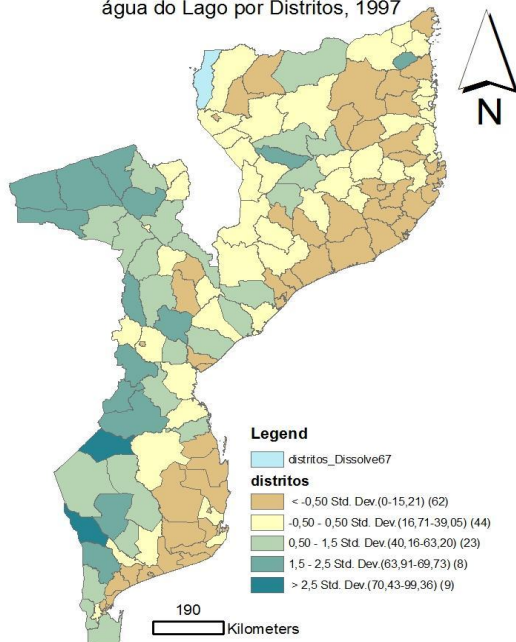 água do Lago por Distritos, 1997
N
Legend
distritos_Dissolve67
distritos
< -0,50 Std. Dev.(0-15,21) (62)
-0,50 - 0,50 Std. Dev.(16,71-39,05) (44)
0,50 - 1,5 Std. Dev.(40,16-63,20) (23)
1,5 - 2,5 Std. Dev.(63,91-69,73) (8)
> 2,5 Std. Dev.(70,43-99,36) (9)
190
Kilometers